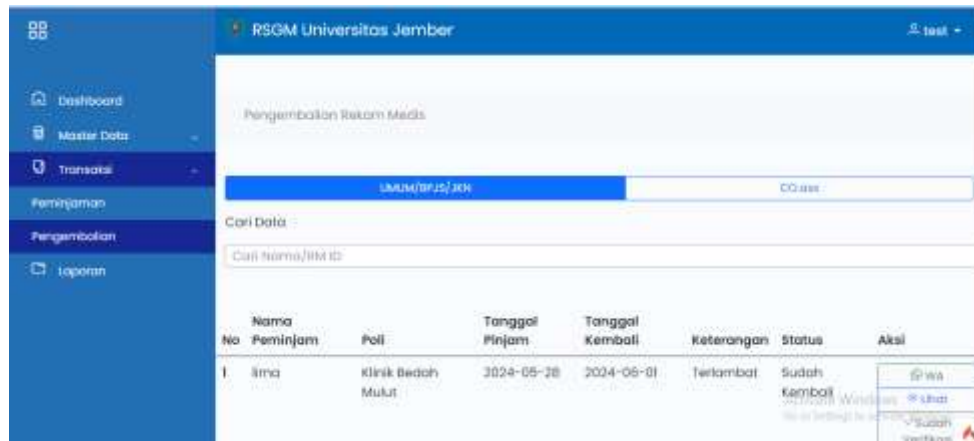 RSGM Universitas Jember
test
Dashboard
Master Data
Transaksi
Peminjaman
Pengembalian
Laporan
Pengembalian Rekam Medis
UMUM/BPJS/JKN
CO.ass
Cari Data
Cari Nama/RM ID
No Nama Peminjam Poli Tanggal Pinjam Tanggal Kembali Keterangan Status Aksi
1 lima Klinik Bedah Mulut 2024-05-28 2024-06-01 Terlambat Sudah Kembali
WA
Lihat
Sudah
Verifikasi